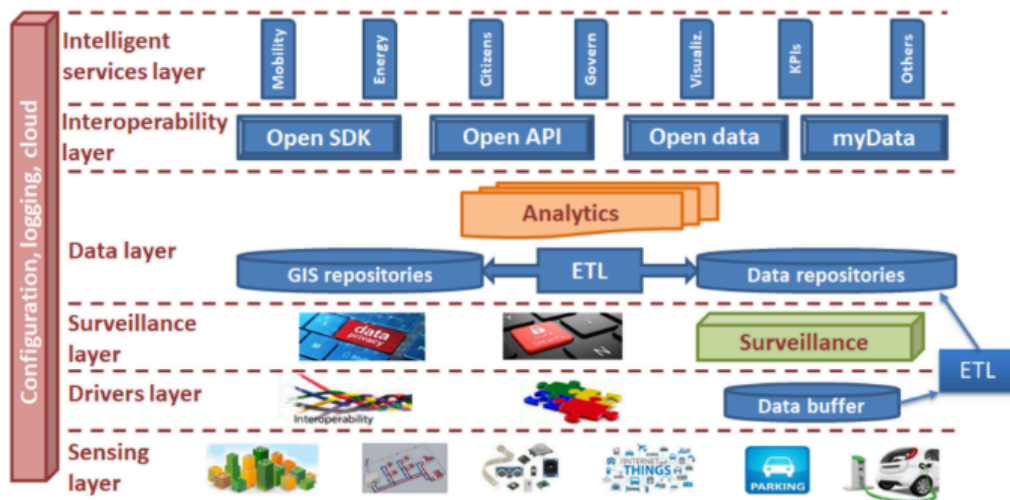 Configuration, logging, cloud
Intelligent
services layer
Mobility
Energy
Citizens
Govern
Visualiz.
KPIs
Others
Interoperability
layer
Open SDK
Open API
Open data
myData
Analytics
Data layer
GIS repositories
ETL
Data repositories
Surveillance
layer
data
privacy
Surveillance
ETL
Drivers layer
Interoperability
Data buffer
Sensing
layer
INTERNET
THINGS
PARKING